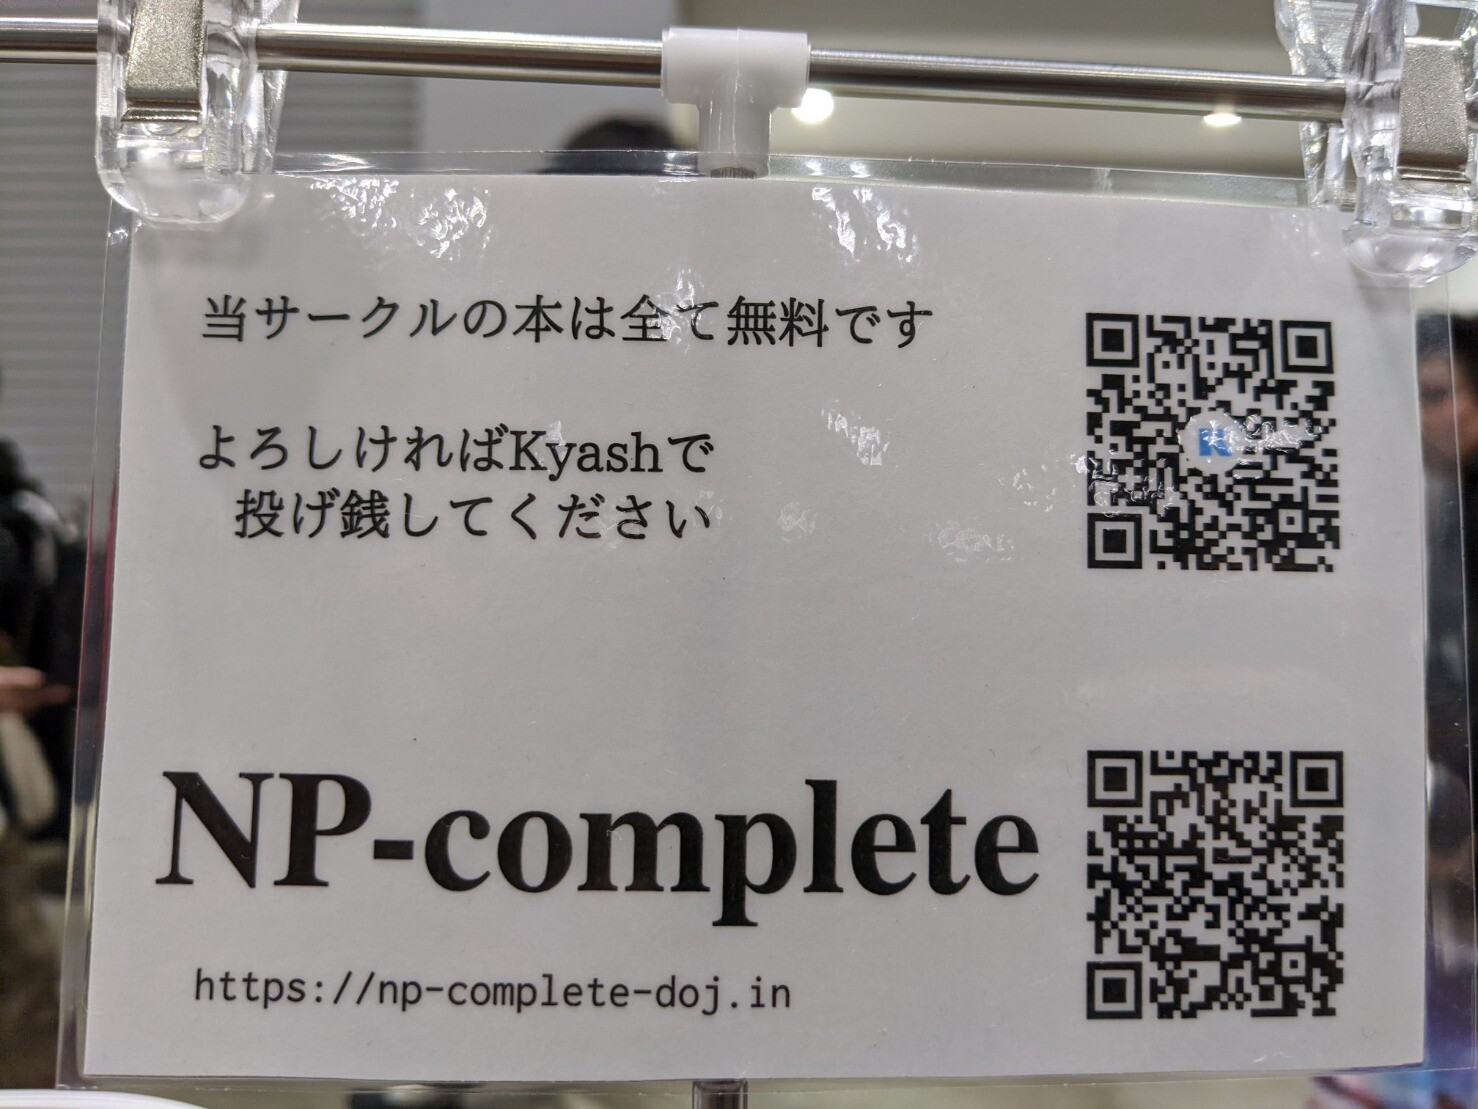 当サークルの本は全て無料です
よろしければKyashで
投げ銭してください
NP-complete
https://np-complete-doj.in